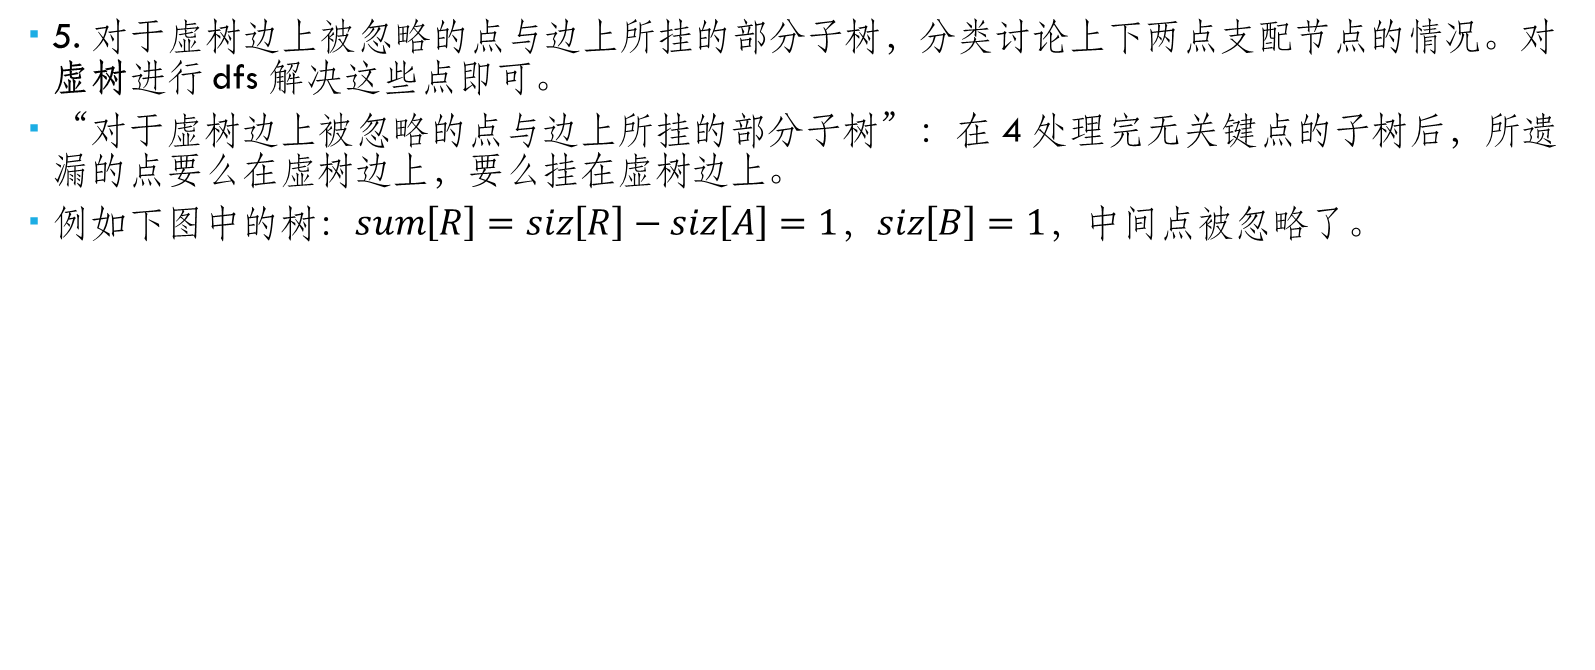 ▪ 5. 对于虚树边上被忽略的点与边上所挂的部分子树，分类讨论上下两点支配节点的情况。对
虚树进行 dfs 解决这些点即可。
▪ “对于虚树边上被忽略的点与边上所挂的部分子树”：在 4 处理完无关键点的子树后，所遗
漏的点要么在虚树边上，要么挂在虚树边上。
▪ 例如下图中的树：sum[R] = siz[R] − siz[A] = 1，siz[B] = 1，中间点被忽略了。